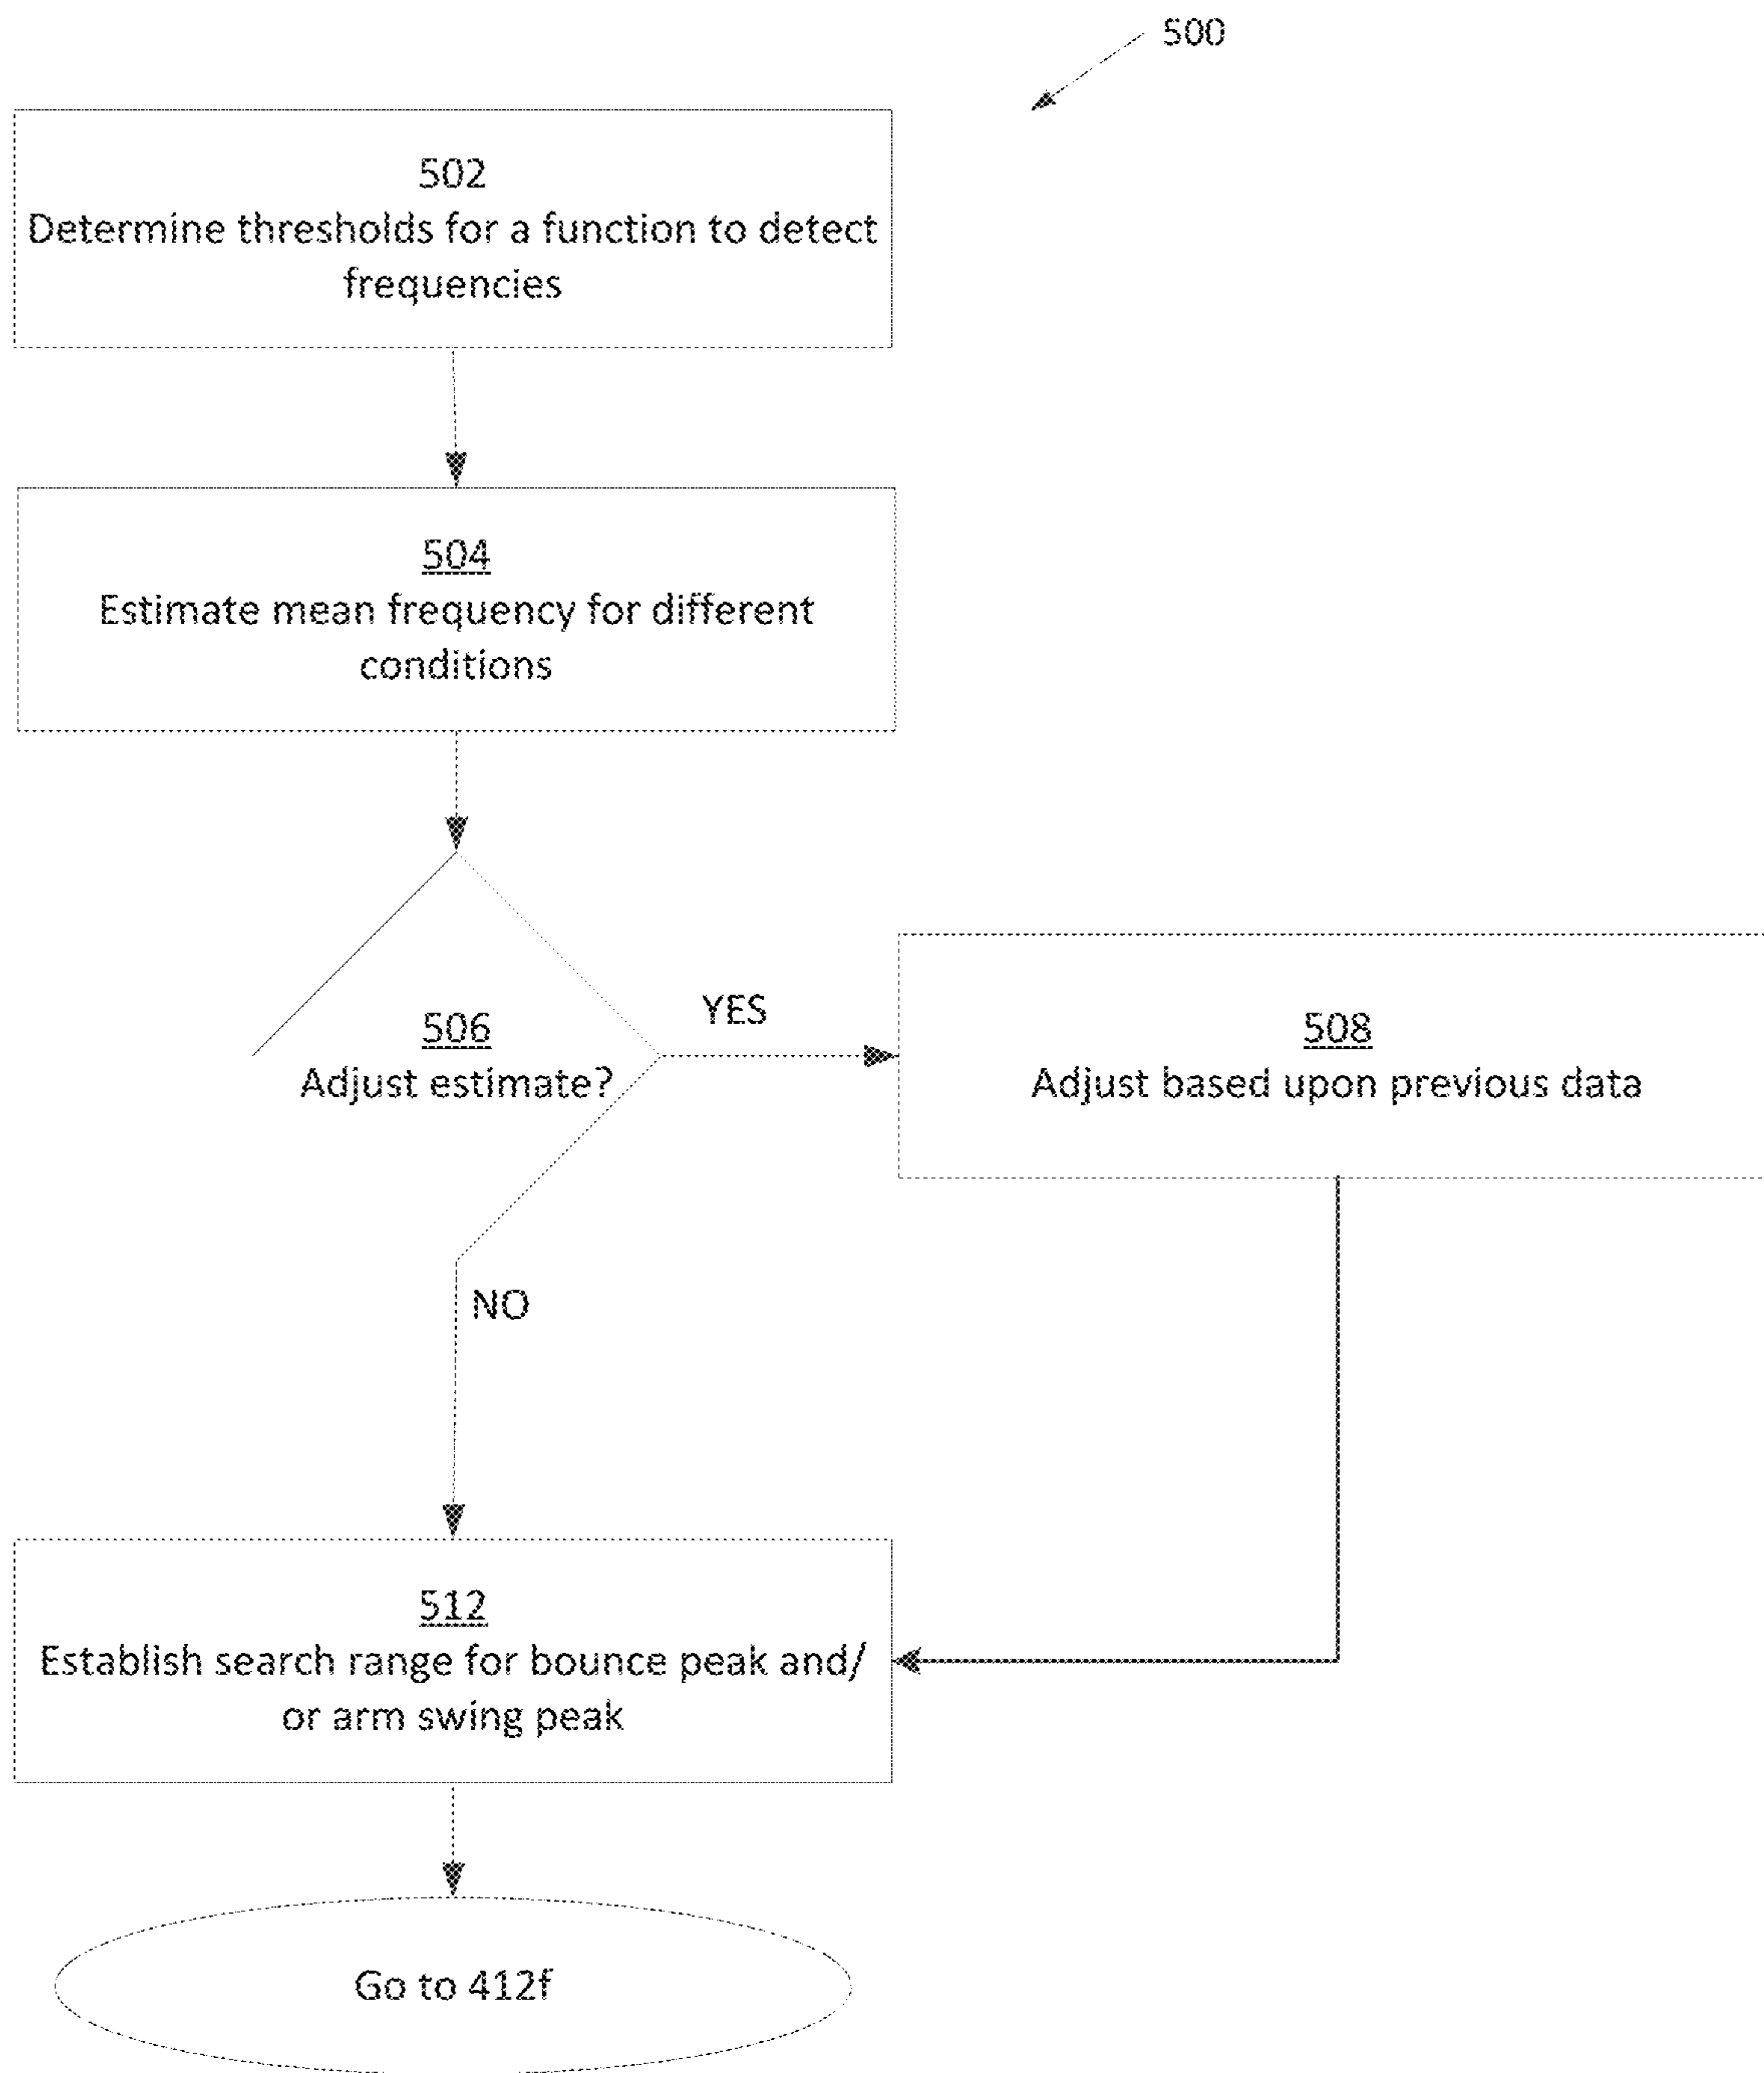 500
502
Determine thresholds for a function to detect
frequencies
504
Estimate mean frequency for different
conditions
506
Adjust estimate?
YES
508
Adjust based upon previous data
NO
512
Establish search range for bounce peak and/
or arm swing peak
Go to 412f